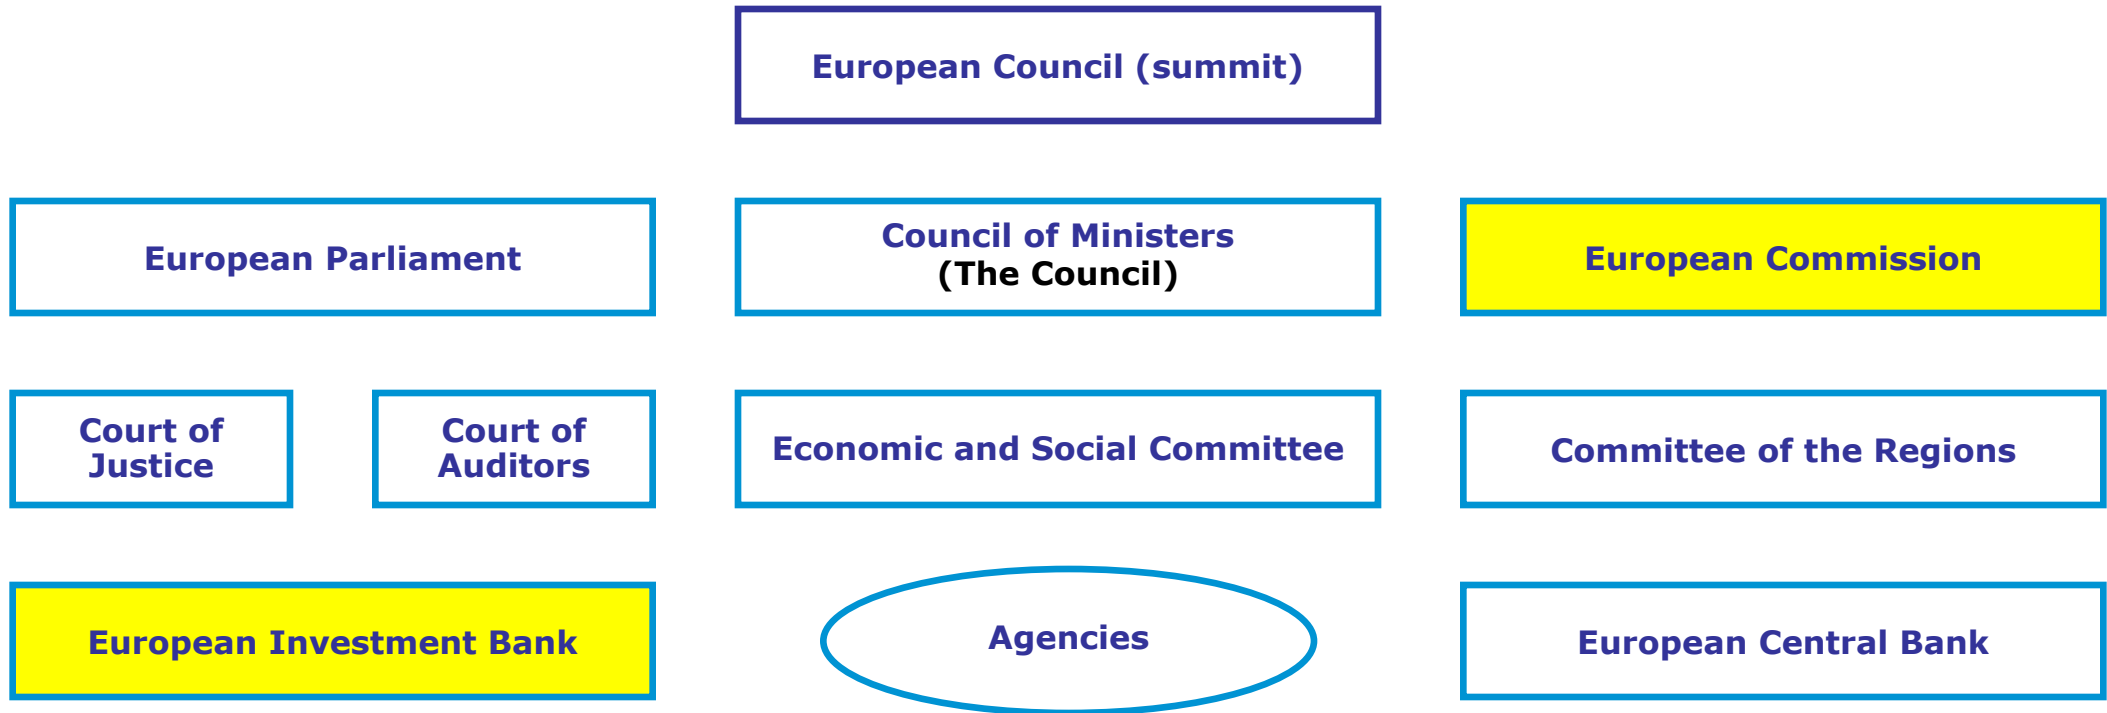 European Council (summit)
European Parliament
Council of Ministers
(The Council)
European Commission
Court of
Justice
Court of
Auditors
Economic and Social Committee
Committee of the Regions
European Investment Bank
Agencies
European Central Bank